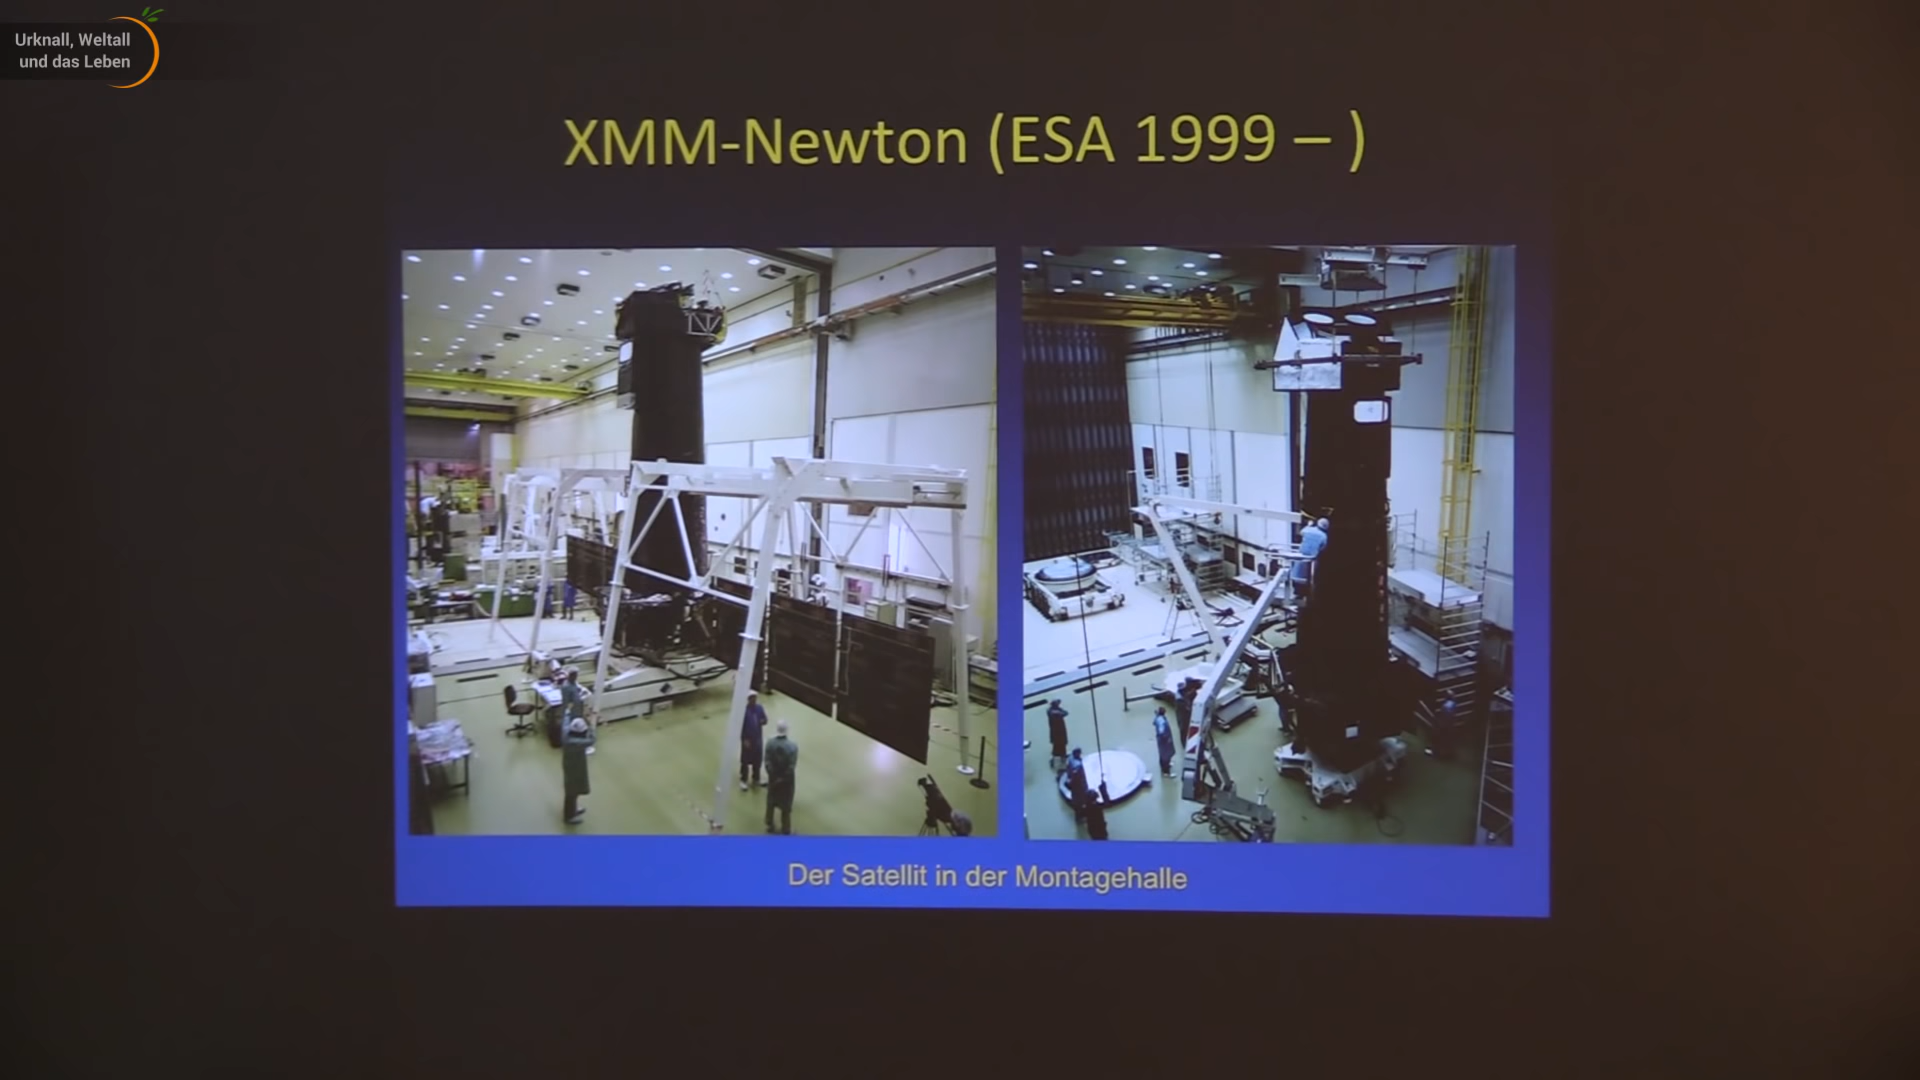 Urknall, Weltall
und das Leben
XMM-Newton (ESA 1999 – )
Der Satellit in der Montagehalle